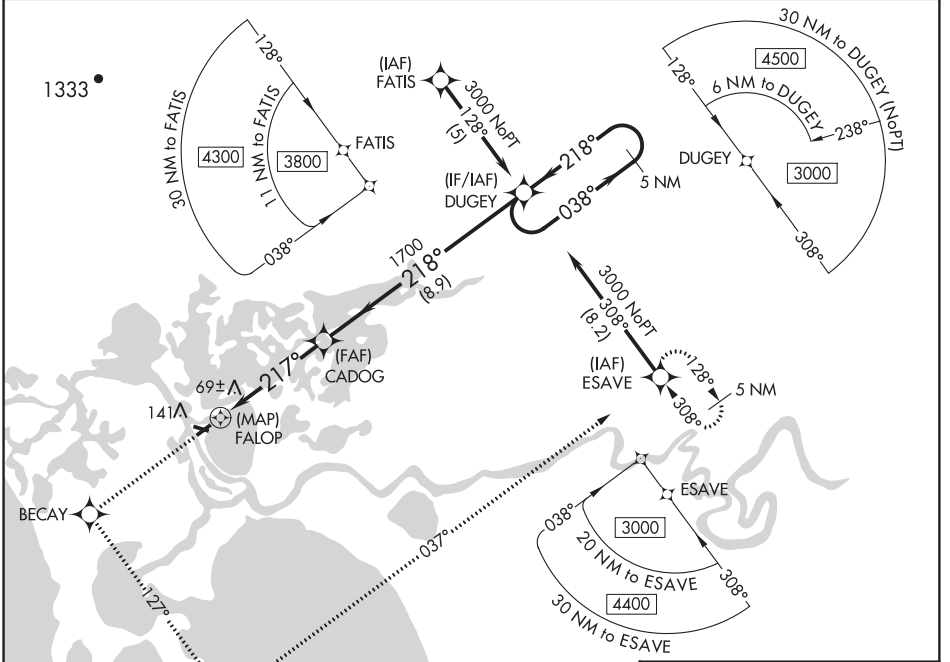 1333
128°
FATIS
30 NM to FATIS
4300
11 NM to FATIS
3800
038°
(IAF)
FATIS
3000 NoPT
128°
(5)
(IF/IAF)
DUGEY
218°
038°
5 NM
30 NM to DUGEY (NoPT)
4500
6 NM to DUGEY
128°
238°
DUGEY
3000
308°
1700
218°
(8.9)
(FAF)
CADOG
217°
69±
141
(MAP)
FALOP
BECAY
127°
037°
3000 NoPT
308°
(8.2)
(IAF)
ESAVE
128°
308°
5 NM
ESAVE
038°
3000
20 NM to ESAVE
308°
4400
30 NM to ESAVE